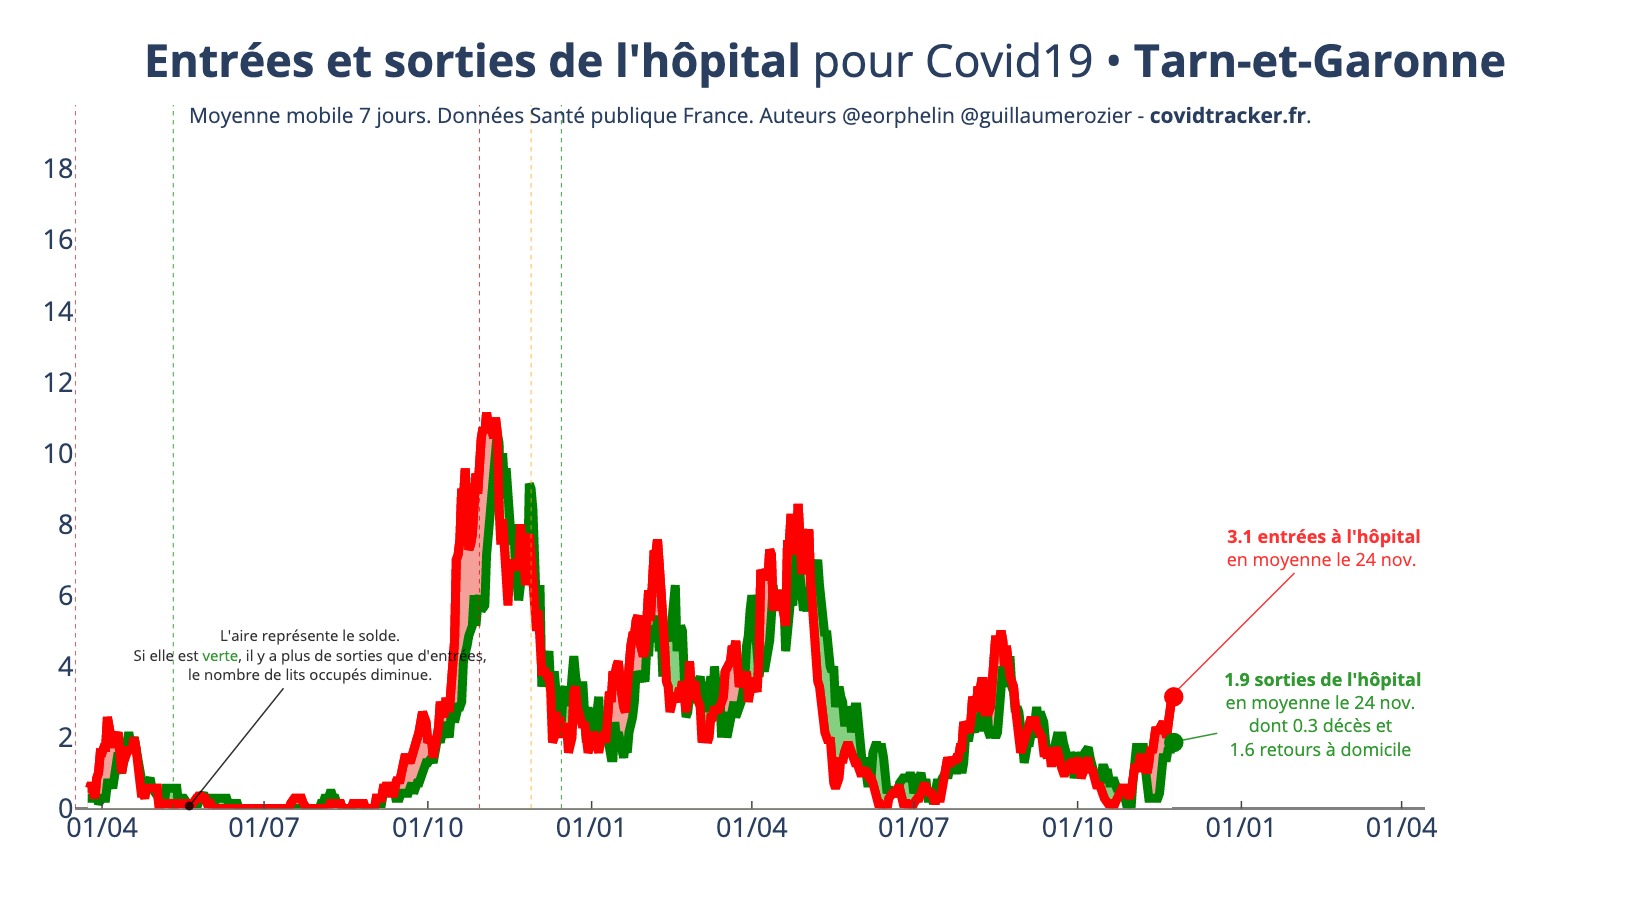 Entrées et sorties de l'hôpital pour Covid19 • Tarn-et-Garonne
Moyenne mobile 7 jours. Données Santé publique France. Auteurs @eorphelin @guillaumerozier - covidtracker.fr.
18
16
14
12
10
8
6
4
2
0
3.1 entrées à l'hôpital
en moyenne le 24 nov.
L'aire représente le solde.
Si elle est verte, il y a plus de sorties que d'entrées,
le nombre de lits occupés diminue.
1.9 sorties de l'hôpital
en moyenne le 24 nov.
dont 0.3 décès et
1.6 retours à domicile
01/04
01/07
01/10
01/01
01/04
01/07
01/10
01/01
01/04